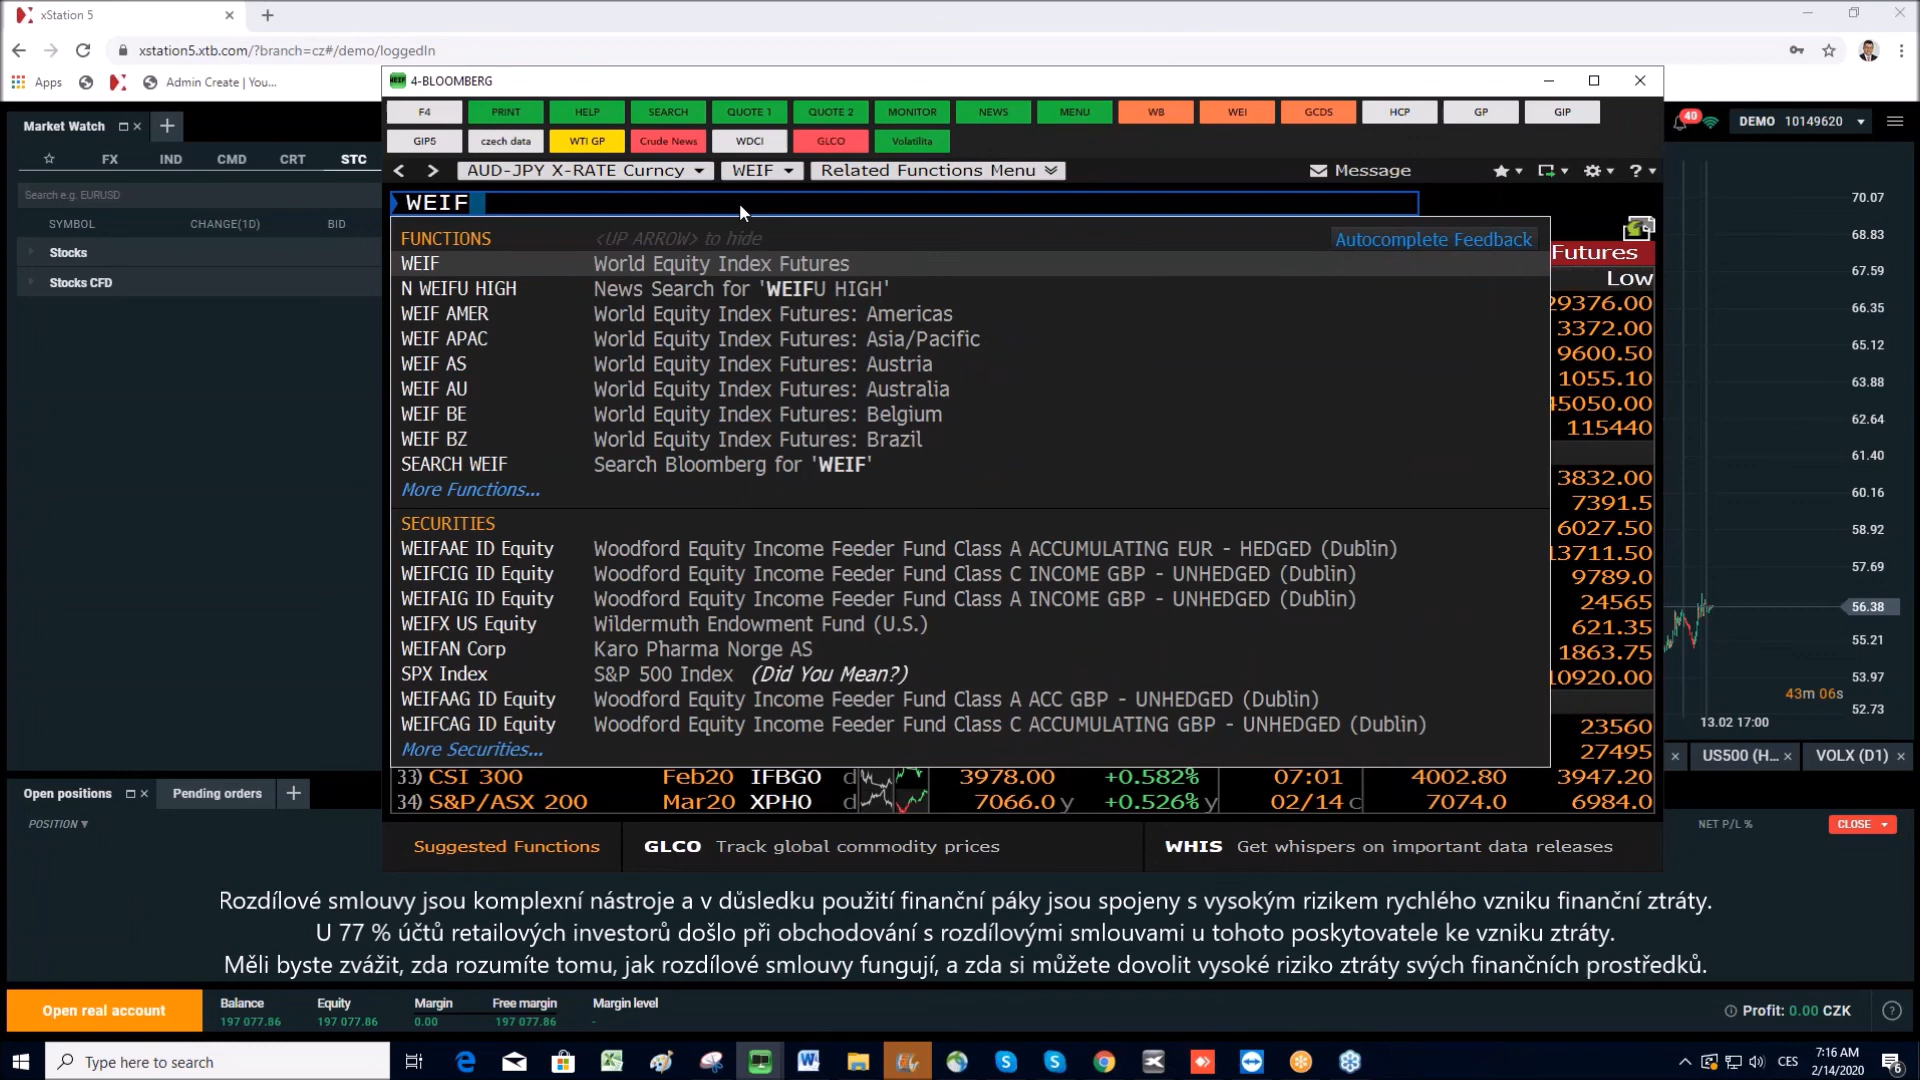 xStation 5
xstation5.xtb.com/?branch=cz#/demo/loggedIn
Apps
Admin Create | You...
4-BLOOMBERG
F4 PRINT HELP SEARCH QUOTE 1 QUOTE 2 MONITOR NEWS MENU WB WEI GCDS HCP GP GIP
GIP5 czech data WTI GP Crude News WDCI GLCO Volatilita
Market Watch
40
DEMO 10149620
FX IND CMD CRT STC
AUD-JPY X-RATE Curncy WEIF Related Functions Menu Message
Search e.g. EURUSD
WEIF
SYMBOL CHANGE(1D) BID
Stocks
Stocks CFD
FUNCTIONS <UP ARROW> to hide Autocomplete Feedback
WEIF World Equity Index Futures
N WEIFU HIGH News Search for 'WEIFU HIGH'
WEIF AMER World Equity Index Futures: Americas
WEIF APAC World Equity Index Futures: Asia/Pacific
WEIF AS World Equity Index Futures: Austria
WEIF AU World Equity Index Futures: Australia
WEIF BE World Equity Index Futures: Belgium
WEIF BZ World Equity Index Futures: Brazil
SEARCH WEIF Search Bloomberg for 'WEIF'
More Functions...
SECURITIES
WEIFAAE ID Equity Woodford Equity Income Feeder Fund Class A ACCUMULATING EUR - HEDGED (Dublin)
WEIFCIG ID Equity Woodford Equity Income Feeder Fund Class C INCOME GBP - UNHEDGED (Dublin)
WEIFAIG ID Equity Woodford Equity Income Feeder Fund Class A INCOME GBP - UNHEDGED (Dublin)
WEIFX US Equity Wildermuth Endowment Fund (U.S.)
WEIFAN Corp Karo Pharma Norge AS
SPX Index S&P 500 Index (Did You Mean?)
WEIFAAG ID Equity Woodford Equity Income Feeder Fund Class A ACC GBP - UNHEDGED (Dublin)
WEIFCAG ID Equity Woodford Equity Income Feeder Fund Class C ACCUMULATING GBP - UNHEDGED (Dublin)
More Securities...
Futures
Low
29376.00
3372.00
9600.50
1055.10
45050.00
115440
3832.00
7391.5
6027.50
13711.50
9789.0
24565
621.35
1863.75
10920.00
23560
27495
33) CSI 300 Feb20 IFBG0 d 3978.00 +0.582% 07:01 4002.80 3947.20
34) S&P/ASX 200 Mar20 XPH0 d 7066.0 y +0.526% y 02/14 c 7074.0 6984.0
Suggested Functions GLCO Track global commodity prices WHIS Get whispers on important data releases
70.07
68.83
67.59
66.35
65.12
63.88
62.64
61.40
60.16
58.92
57.69
56.38
55.21
53.97
52.73
43m 06s
13.02 17:00
US500 (H... VOLX (D1)
Open positions Pending orders
POSITION
NET P/L %
CLOSE
Rozdílové smlouvy jsou komplexní nástroje a v důsledku použití finanční páky jsou spojeny s vysokým rizikem rychlého vzniku finanční ztráty.
U 77 % účtů retailových investorů došlo při obchodování s rozdílovými smlouvami u tohoto poskytovatele ke vzniku ztráty.
Měli byste zvážit, zda rozumíte tomu, jak rozdílové smlouvy fungují, a zda si můžete dovolit vysoké riziko ztráty svých finančních prostředků.
Open real account
Balance Equity Margin Free margin Margin level
197 077.86 197 077.86 0.00 197 077.86 -
Profit: 0.00 CZK
Type here to search
CES
7:16 AM
2/14/2020
6